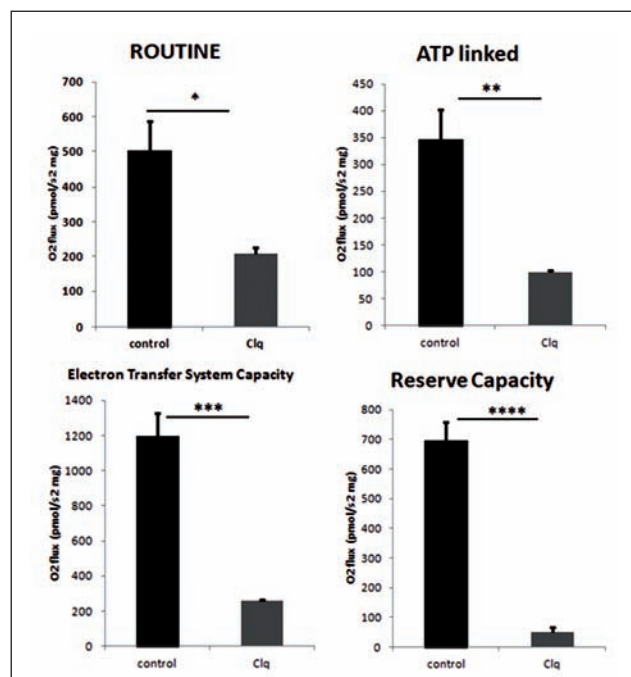 ROUTINE
O2 flux (pmol/s2 mg)
700
600
500
400
300
200
100
0
*
control
Clq
ATP linked
O2 flux (pmol/s2 mg)
450
400
350
300
250
200
150
100
50
0
**
control
Clq
Electron Transfer System Capacity
O2 flux (pmol/s2 mg)
1400
1200
1000
800
600
400
200
0
***
control
Clq
Reserve Capacity
O2 flux (pmol/s2 mg)
800
700
600
500
400
300
200
100
0
****
control
Clq